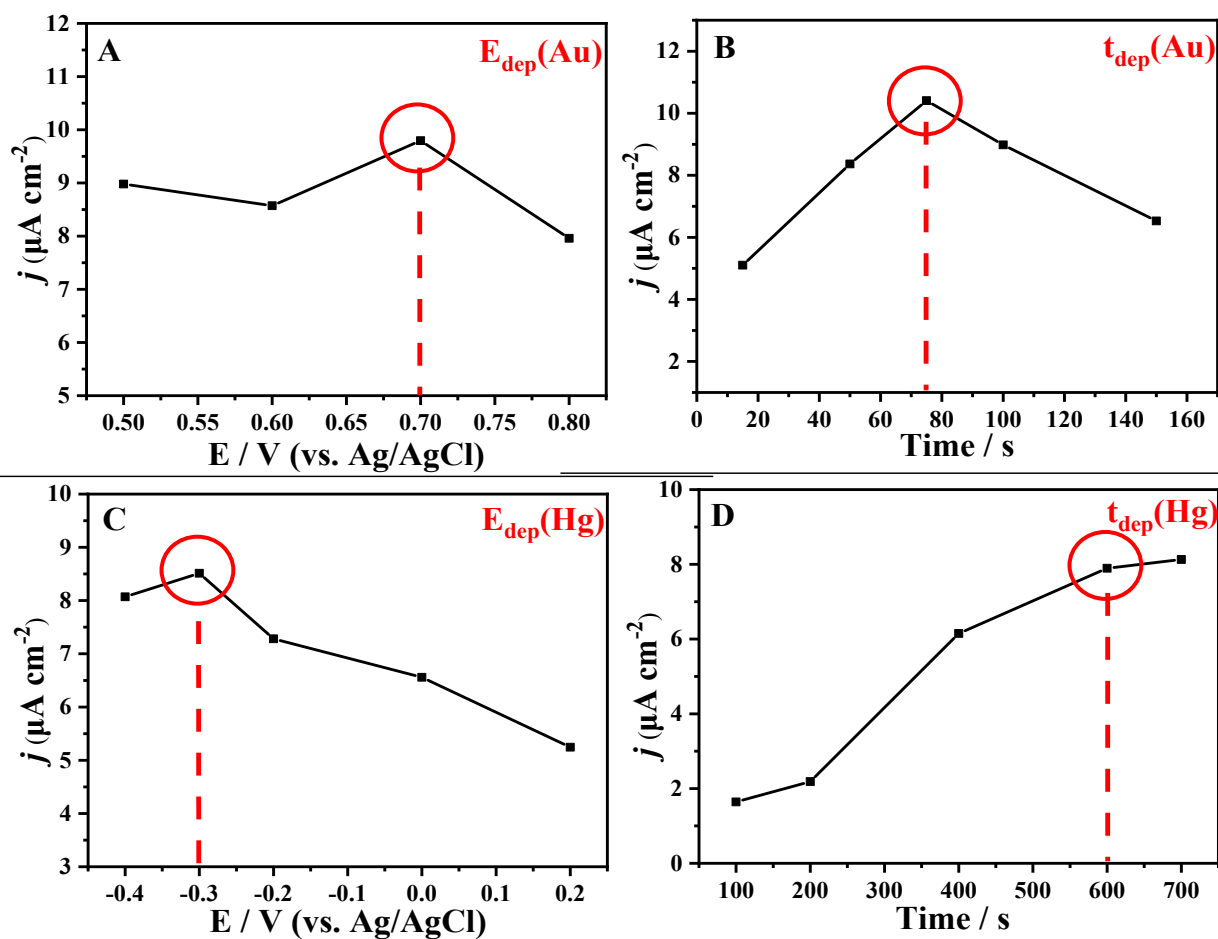 A
E_dep(Au)
12
11
10
9
8
7
6
5
j (µA cm⁻²)
0.50 0.55 0.60 0.65 0.70 0.75 0.80
E / V (vs. Ag/AgCl)
B
t_dep(Au)
12
10
8
6
4
2
j (µA cm⁻²)
0 20 40 60 80 100 120 140 160
Time / s
C
E_dep(Hg)
10
9
8
7
6
5
4
3
j (µA cm⁻²)
-0.4 -0.3 -0.2 -0.1 0.0 0.1 0.2
E / V (vs. Ag/AgCl)
D
t_dep(Hg)
10
8
6
4
2
0
j (µA cm⁻²)
100 200 300 400 500 600 700
Time / s